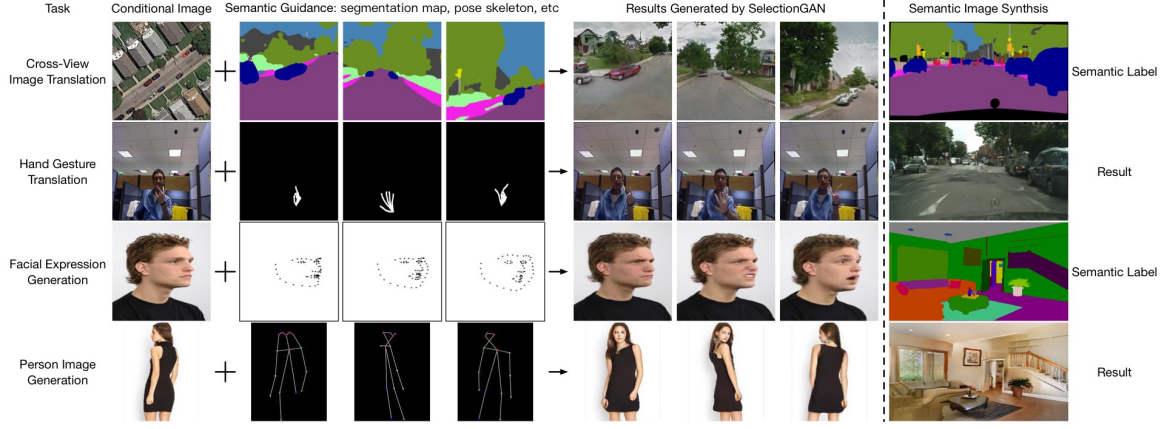 Task
Conditional Image
Semantic Guidance: segmentation map, pose skeleton, etc
Results Generated by SelectionGAN
Semantic Image Synthsis
Cross-View
Image Translation
Semantic Label
Hand Gesture
Translation
Result
Facial Expression
Generation
Semantic Label
Person Image
Generation
Result